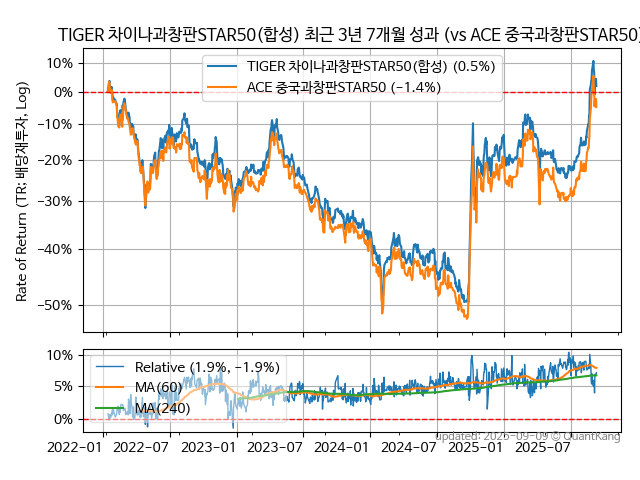 TIGER 차이나과창판STAR50(합성) 최근 3년 7개월 성과 (vs ACE 중국과창판STAR50)
Rate of Return (TR: 배당재투자, Log)
10%
0%
−10%
−20%
−30%
−40%
−50%
TIGER 차이나과창판STAR50(합성) (0.5%)
ACE 중국과창판STAR50 (−1.4%)
10%
5%
0%
Relative (1.9%, −1.9%)
MA(60)
MA(240)
2022−01 2022−07 2023−01 2023−07 2024−01 2024−07 2025−01 2025−07
updated: 2025-09-09 © QuantKang